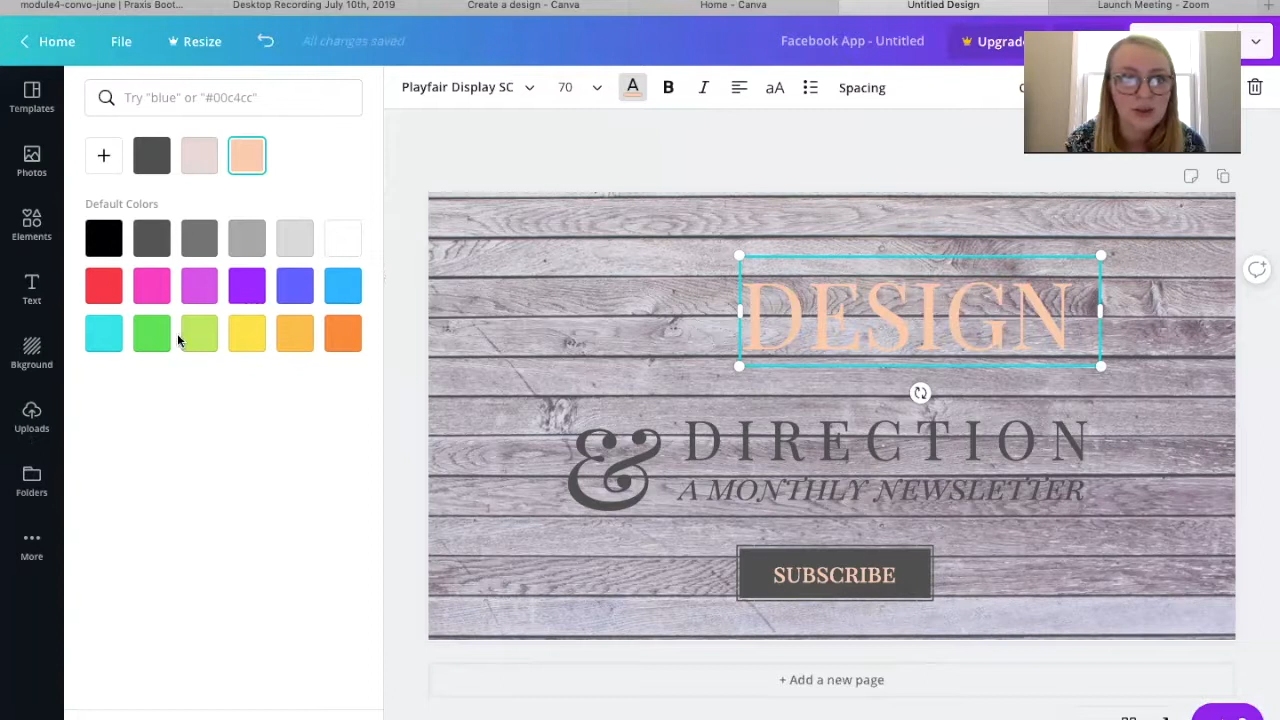 module4-convo-june | Praxis Boot...
Desktop Recording July 10th, 2019
Create a design - Canva
Home - Canva
Untitled Design
Launch Meeting - Zoom
Home
File
Resize
All changes saved
Facebook App - Untitled
Upgrade
Templates
Photos
Elements
Text
Bkground
Uploads
Folders
More
Try "blue" or "#00c4cc"
Default Colors
Playfair Display SC
70
A
B
I
aA
Spacing
DESIGN
& DIRECTION
A MONTHLY NEWSLETTER
SUBSCRIBE
+ Add a new page